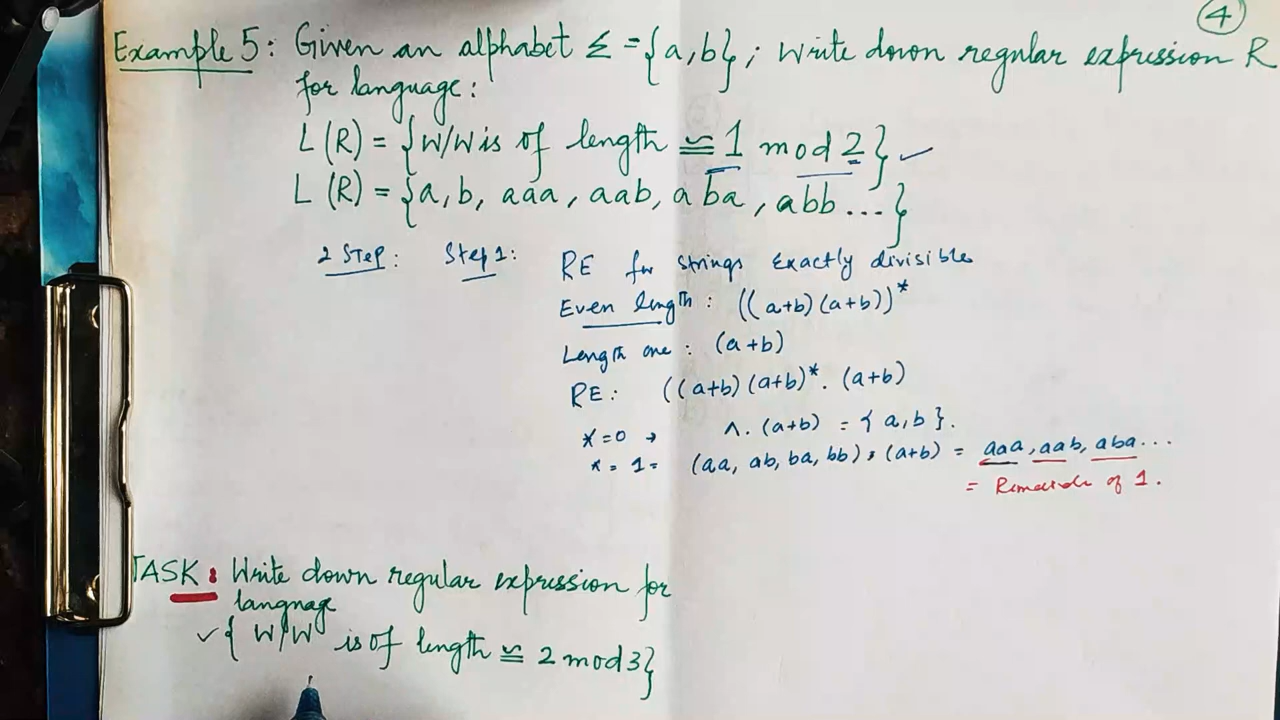 4
Example 5: Given an alphabet Σ = {a,b}; Write down regular expression R
for language:
L(R) = {W/W is of length ≌ 1 mod 2} ✓
L(R) = {a, b, aaa, aab, aba, abb...}
2 Step: Step 1: RE for strings Exactly divisible
Even length: ((a+b)(a+b))*
Length one: (a+b)
RE: ((a+b)(a+b)*. (a+b)
*=0 → ^. (a+b) = {a,b}.
* = 1 = (aa, ab, ba, bb), (a+b) = aaa, aab, aba...
= of 1.
TASK: Write down regular expression for
language
✓{ W/W is of length ≌ 2 mod 3}